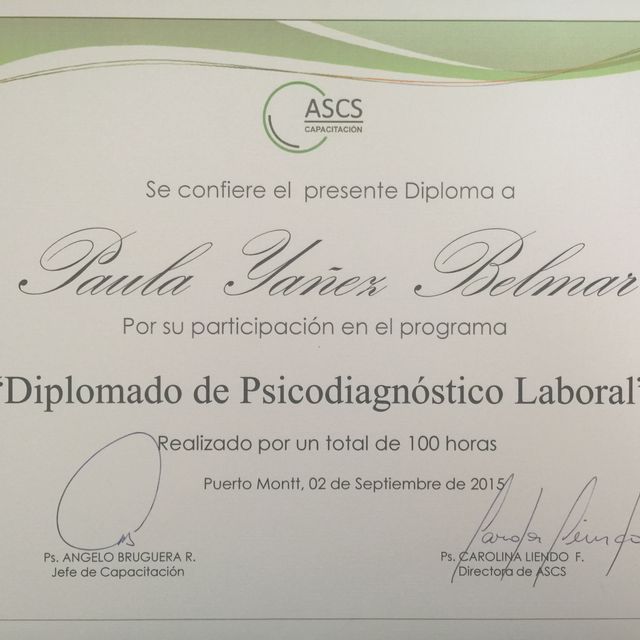 ASCS
CAPACITACIÓN
Se confiere el presente Diploma a
Paula Yañez Belmar
Por su participación en el programa
"Diplomado de Psicodiagnóstico Laboral"
Realizado por un total de 100 horas
Puerto Montt, 02 de Septiembre de 2015
Carola Liendo
Ps. ANGELO BRUGUERA R.
Jefe de Capacitación
Ps. CAROLINA LIENDO F.
Directora de ASCS